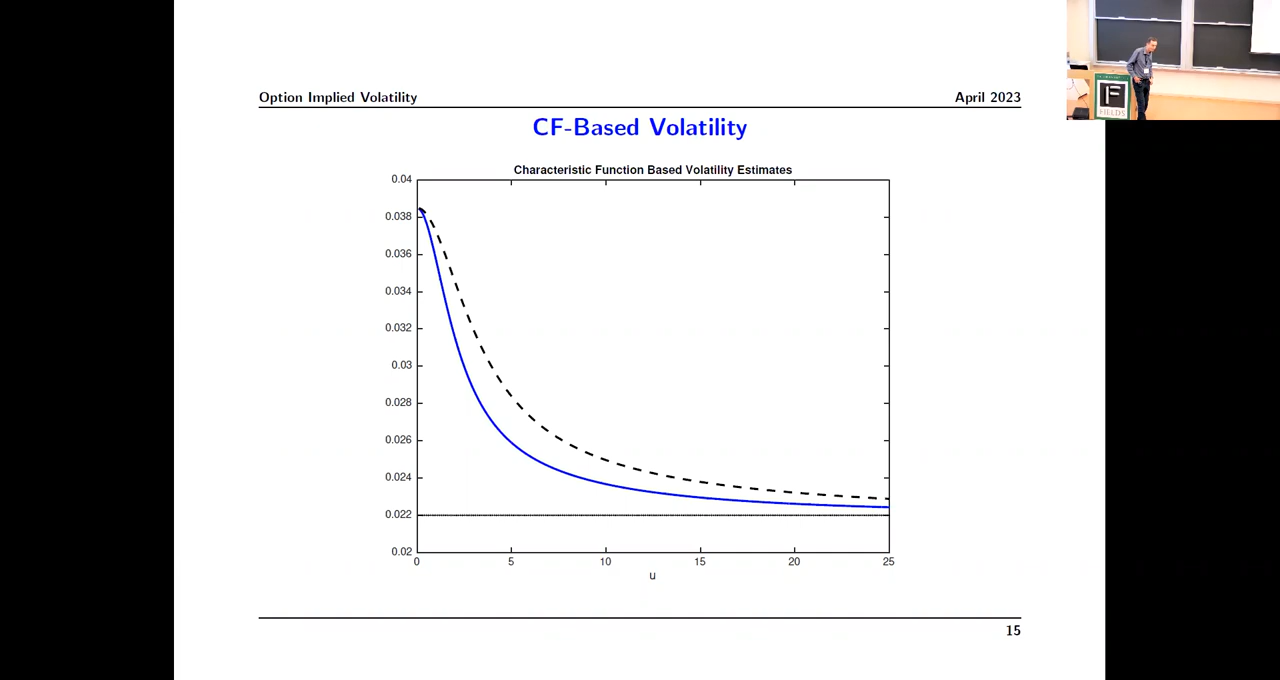 Option Implied Volatility April 2023
CF-Based Volatility
Characteristic Function Based Volatility Estimates
0.04
0.038
0.036
0.034
0.032
0.03
0.028
0.026
0.024
0.022
0.02
0 5 10 15 20 25
u
15
F
FIELDS